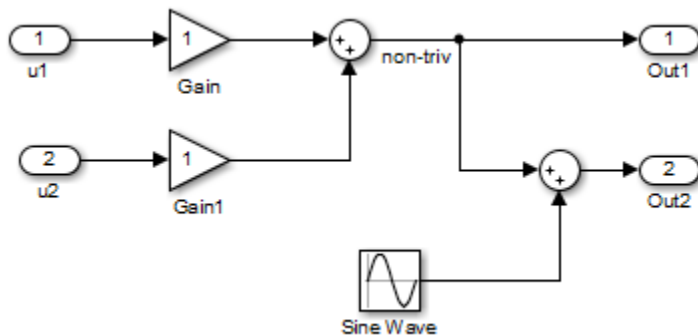 1
u1
1
Gain
++
non-triv
1
Out1
2
u2
1
Gain1
++
2
Out2
Sine Wave